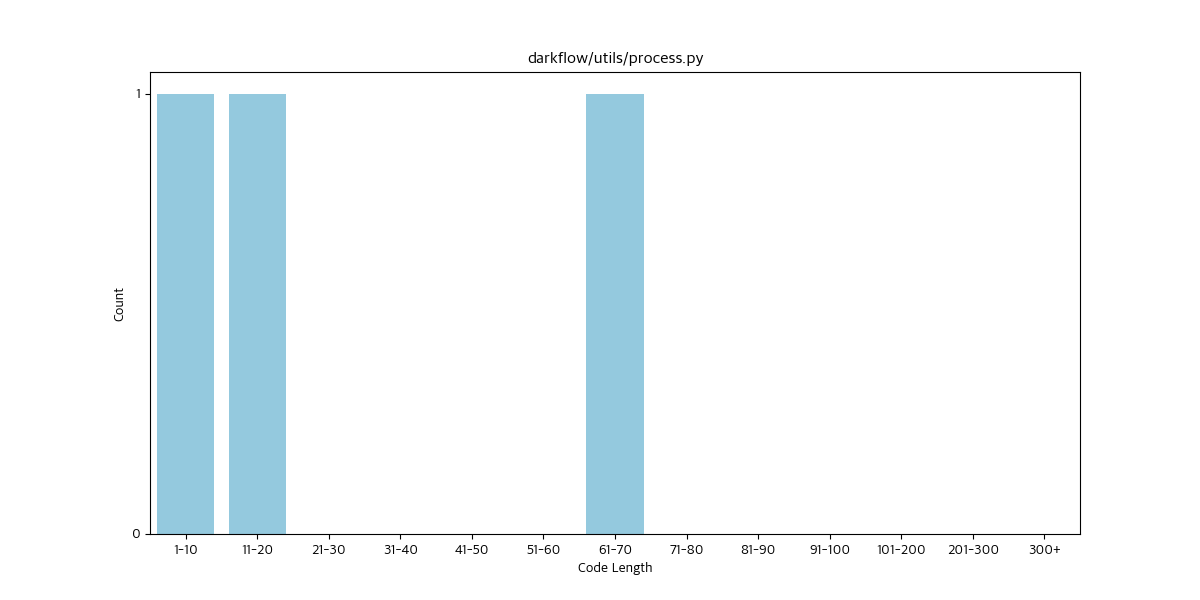 darkflow/utils/process.py
1
Count
0
1-10 11-20 21-30 31-40 41-50 51-60 61-70 71-80 81-90 91-100 101-200 201-300 300+
Code Length